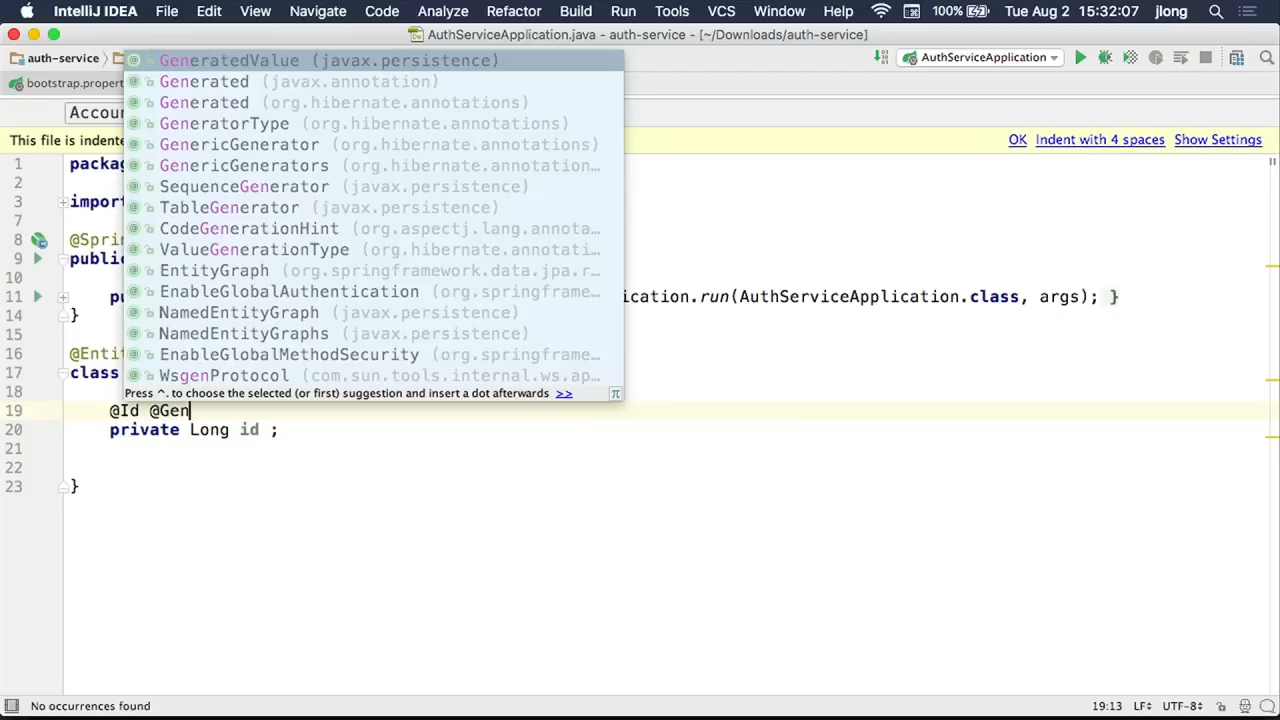 IntelliJ IDEA File Edit View Navigate Code Analyze Refactor Build Run Tools VCS Window Help 100% Tue Aug 2 15:32:07 jlong
AuthServiceApplication.java - auth-service - [~/Downloads/auth-service]
auth-service AuthServiceApplication
bootstrap.propert
Accoun
This file is indente OK Indent with 4 spaces Show Settings
GeneratedValue (javax.persistence)
Generated (javax.annotation)
Generated (org.hibernate.annotations)
GeneratorType (org.hibernate.annotations)
GenericGenerator (org.hibernate.annotations)
GenericGenerators (org.hibernate.annotation…
SequenceGenerator (javax.persistence)
TableGenerator (javax.persistence)
CodeGenerationHint (org.aspectj.lang.annota…
ValueGenerationType (org.hibernate.annotati…
EntityGraph (org.springframework.data.jpa.r…
EnableGlobalAuthentication (org.springframe…
NamedEntityGraph (javax.persistence)
NamedEntityGraphs (javax.persistence)
EnableGlobalMethodSecurity (org.springframe…
WsgenProtocol (com.sun.tools.internal.ws.ap…
Press ^. to choose the selected (or first) suggestion and insert a dot afterwards >> π
1 packag
2
3 import
8 @Sprin
9 public
10
11 pu ication.run(AuthServiceApplication.class, args); }
14 }
15
16 @Entit
17 class
18
19 @Id @Gen
20 private Long id ;
21
22
23 }
No occurrences found 19:13 LF÷ UTF-8÷